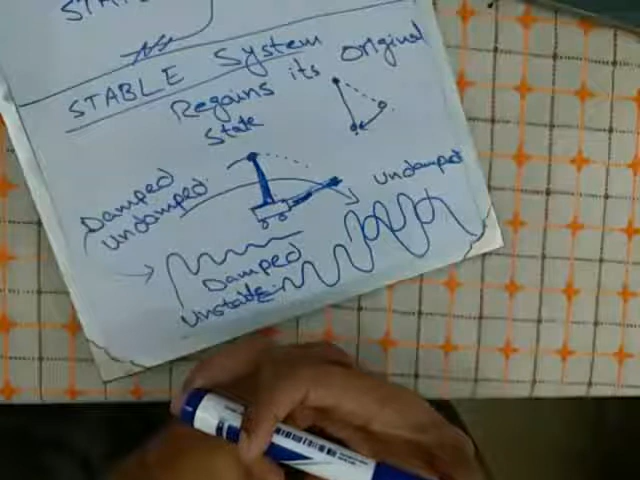 STABLE System
Regains its Original
State
Damped
Undamped
Undamped
Damped
Unstable